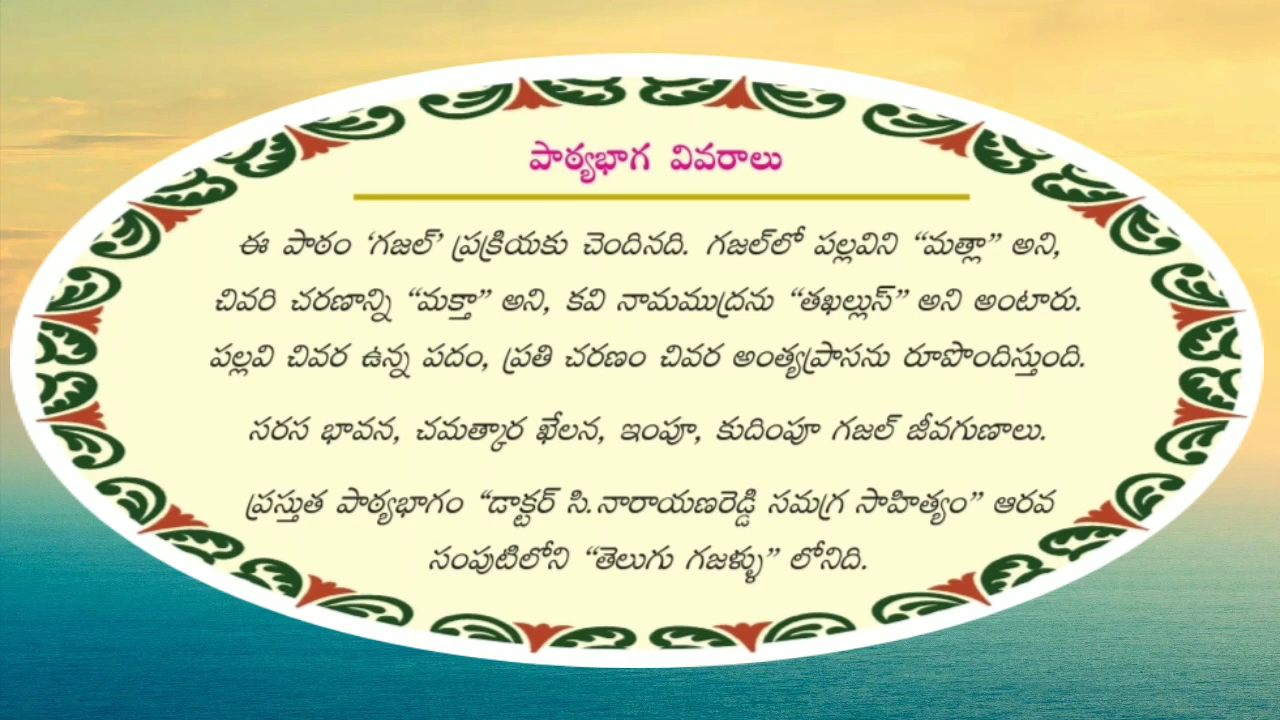 పాఠ్యభాగ వివరాలు
ఈ పాఠం ‘గజల్’ ప్రక్రియకు చెందినది. గజల్‌లో పల్లవిని “మత్లా” అని,
చివరి చరణాన్ని “మక్తా” అని, కవి నామముద్రను “తఖల్లుస్” అని అంటారు.
పల్లవి చివర ఉన్న పదం, ప్రతి చరణం చివర అంత్యప్రాసను రూపొందిస్తుంది.
సరస భావన, చమత్కార ఖేలన, ఇంపూ, కుదింపూ గజల్ జీవగుణాలు.
ప్రస్తుత పాఠ్యభాగం “డాక్టర్ సి.నారాయణరెడ్డి సమగ్ర సాహిత్యం” ఆరవ
సంపుటిలోని “తెలుగు గజళ్ళు” లోనిది.